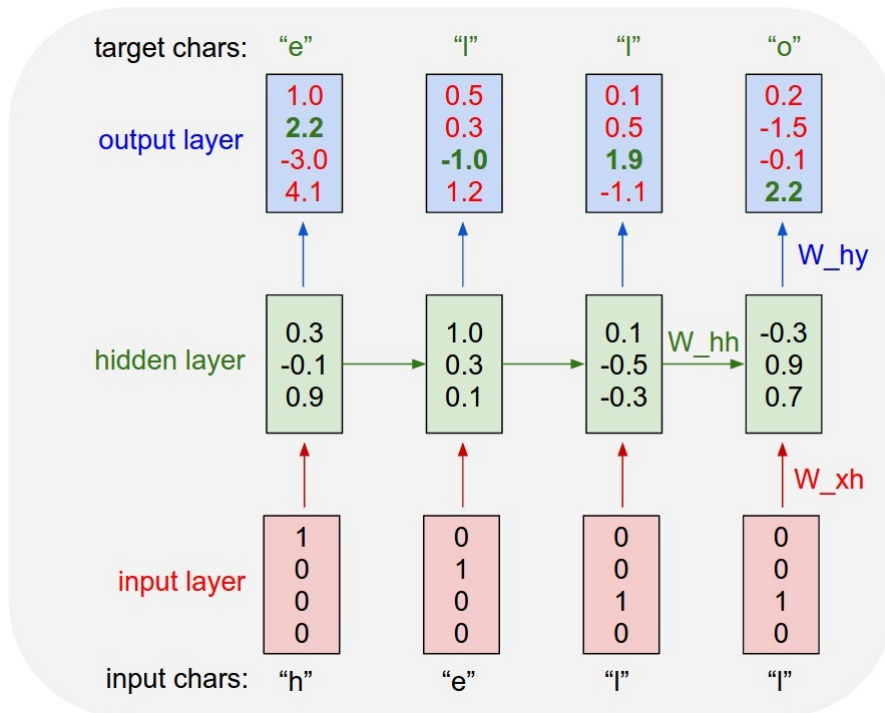 target chars: “e” “l” “l” “o”
output layer
1.0 0.5 0.1 0.2
2.2 0.3 0.5 -1.5
-3.0 -1.0 1.9 -0.1
4.1 1.2 -1.1 2.2
W_hy
hidden layer
0.3 1.0 0.1 -0.3
-0.1 0.3 -0.5 0.9
0.9 0.1 -0.3 0.7
W_hh
W_xh
input layer
1 0 0 0
0 1 0 0
0 0 1 1
0 0 0 0
input chars: “h” “e” “l” “l”